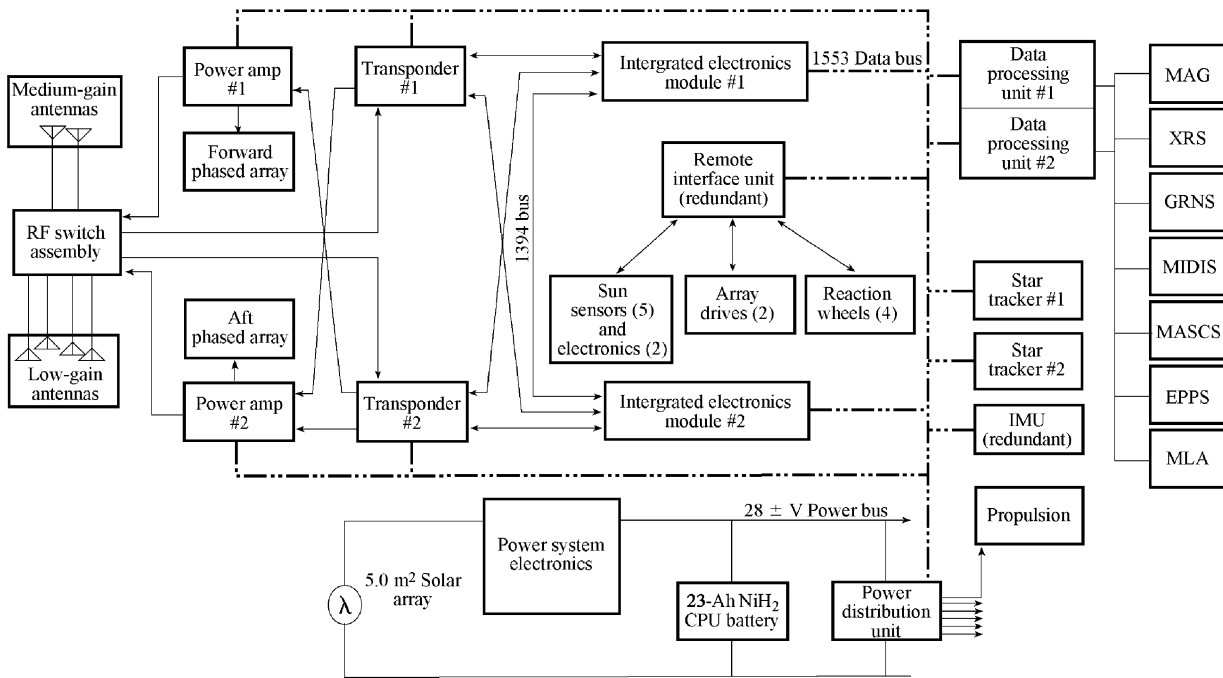 Medium-gain
antennas
RF switch
assembly
Low-gain
antennas
Power amp
#1
Forward
phased array
Aft
phased array
Power amp
#2
Transponder
#1
Transponder
#2
1394 bus
Intergrated electronics
module #1
1553 Data bus
Remote
interface unit
(redundant)
Sun
sensors (5)
and
electronics (2)
Array
drives (2)
Reaction
wheels (4)
Intergrated electronics
module #2
Data
processing
unit #1
Data
processing
unit #2
Star
tracker #1
Star
tracker #2
IMU
(redundant)
MAG
XRS
GRNS
MIDIS
MASCS
EPPS
MLA
λ
5.0 m² Solar
array
Power system
electronics
28 ± V Power bus
23-Ah NiH₂
CPU battery
Power
distribution
unit
Propulsion